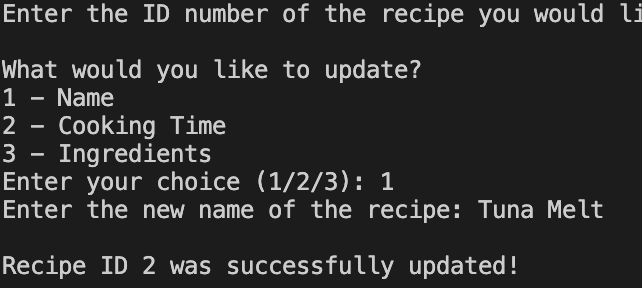 Enter the ID number of the recipe you would
What would you like to update?
1 – Name
2 – Cooking Time
3 – Ingredients
Enter your choice (1/2/3): 1
Enter the new name of the recipe: Tuna Melt
Recipe ID 2 was successfully updated!